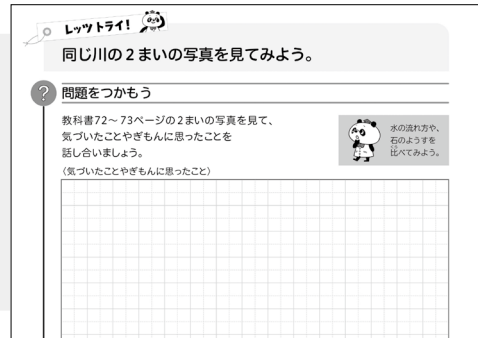 レッツトライ!
同じ川の2まいの写真を見てみよう。
?
問題をつかもう
教科書72〜73ページの2まいの写真を見て、
気づいたことやぎもんに思ったことを
話し合いましょう。
水の流れ方や、
石のようすを
比べてみよう。
(気づいたことやぎもんに思ったこと)